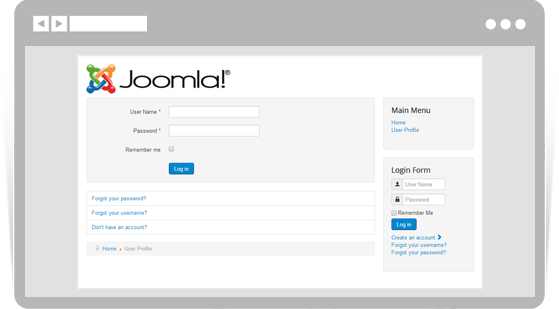 Joomla!®
User Name *
Password *
Remember me
Log in
Forgot your password?
Forgot your username?
Don't have an account?
Home User Profile
Main Menu
Home
User Profile
Login Form
User Name
Password
Remember Me
Log in
Create an account
Forgot your username?
Forgot your password?